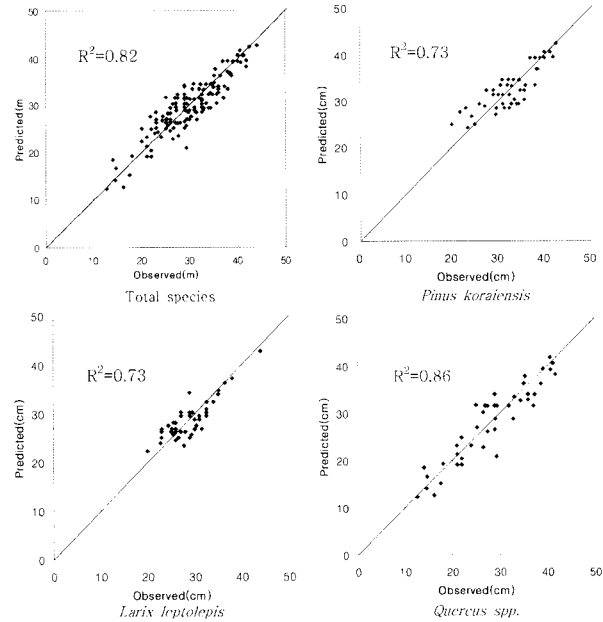 R²=0.82
Predicted(m
50
40
30
20
10
0
0 10 20 30 40 50
Observed(m)
Total species
R²=0.73
Predicted(cm)
50
40
30
20
10
0
0 10 20 30 40 50
Observed(cm)
Pinus koraiensis
R²=0.73
Predicted(cm)
50
40
30
20
10
0
0 10 20 30 40 50
Observed(cm)
Larix leptolepis
R²=0.86
Predicted(cm)
50
40
30
20
10
0
0 10 20 30 40 50
Observed(cm)
Quercus spp.